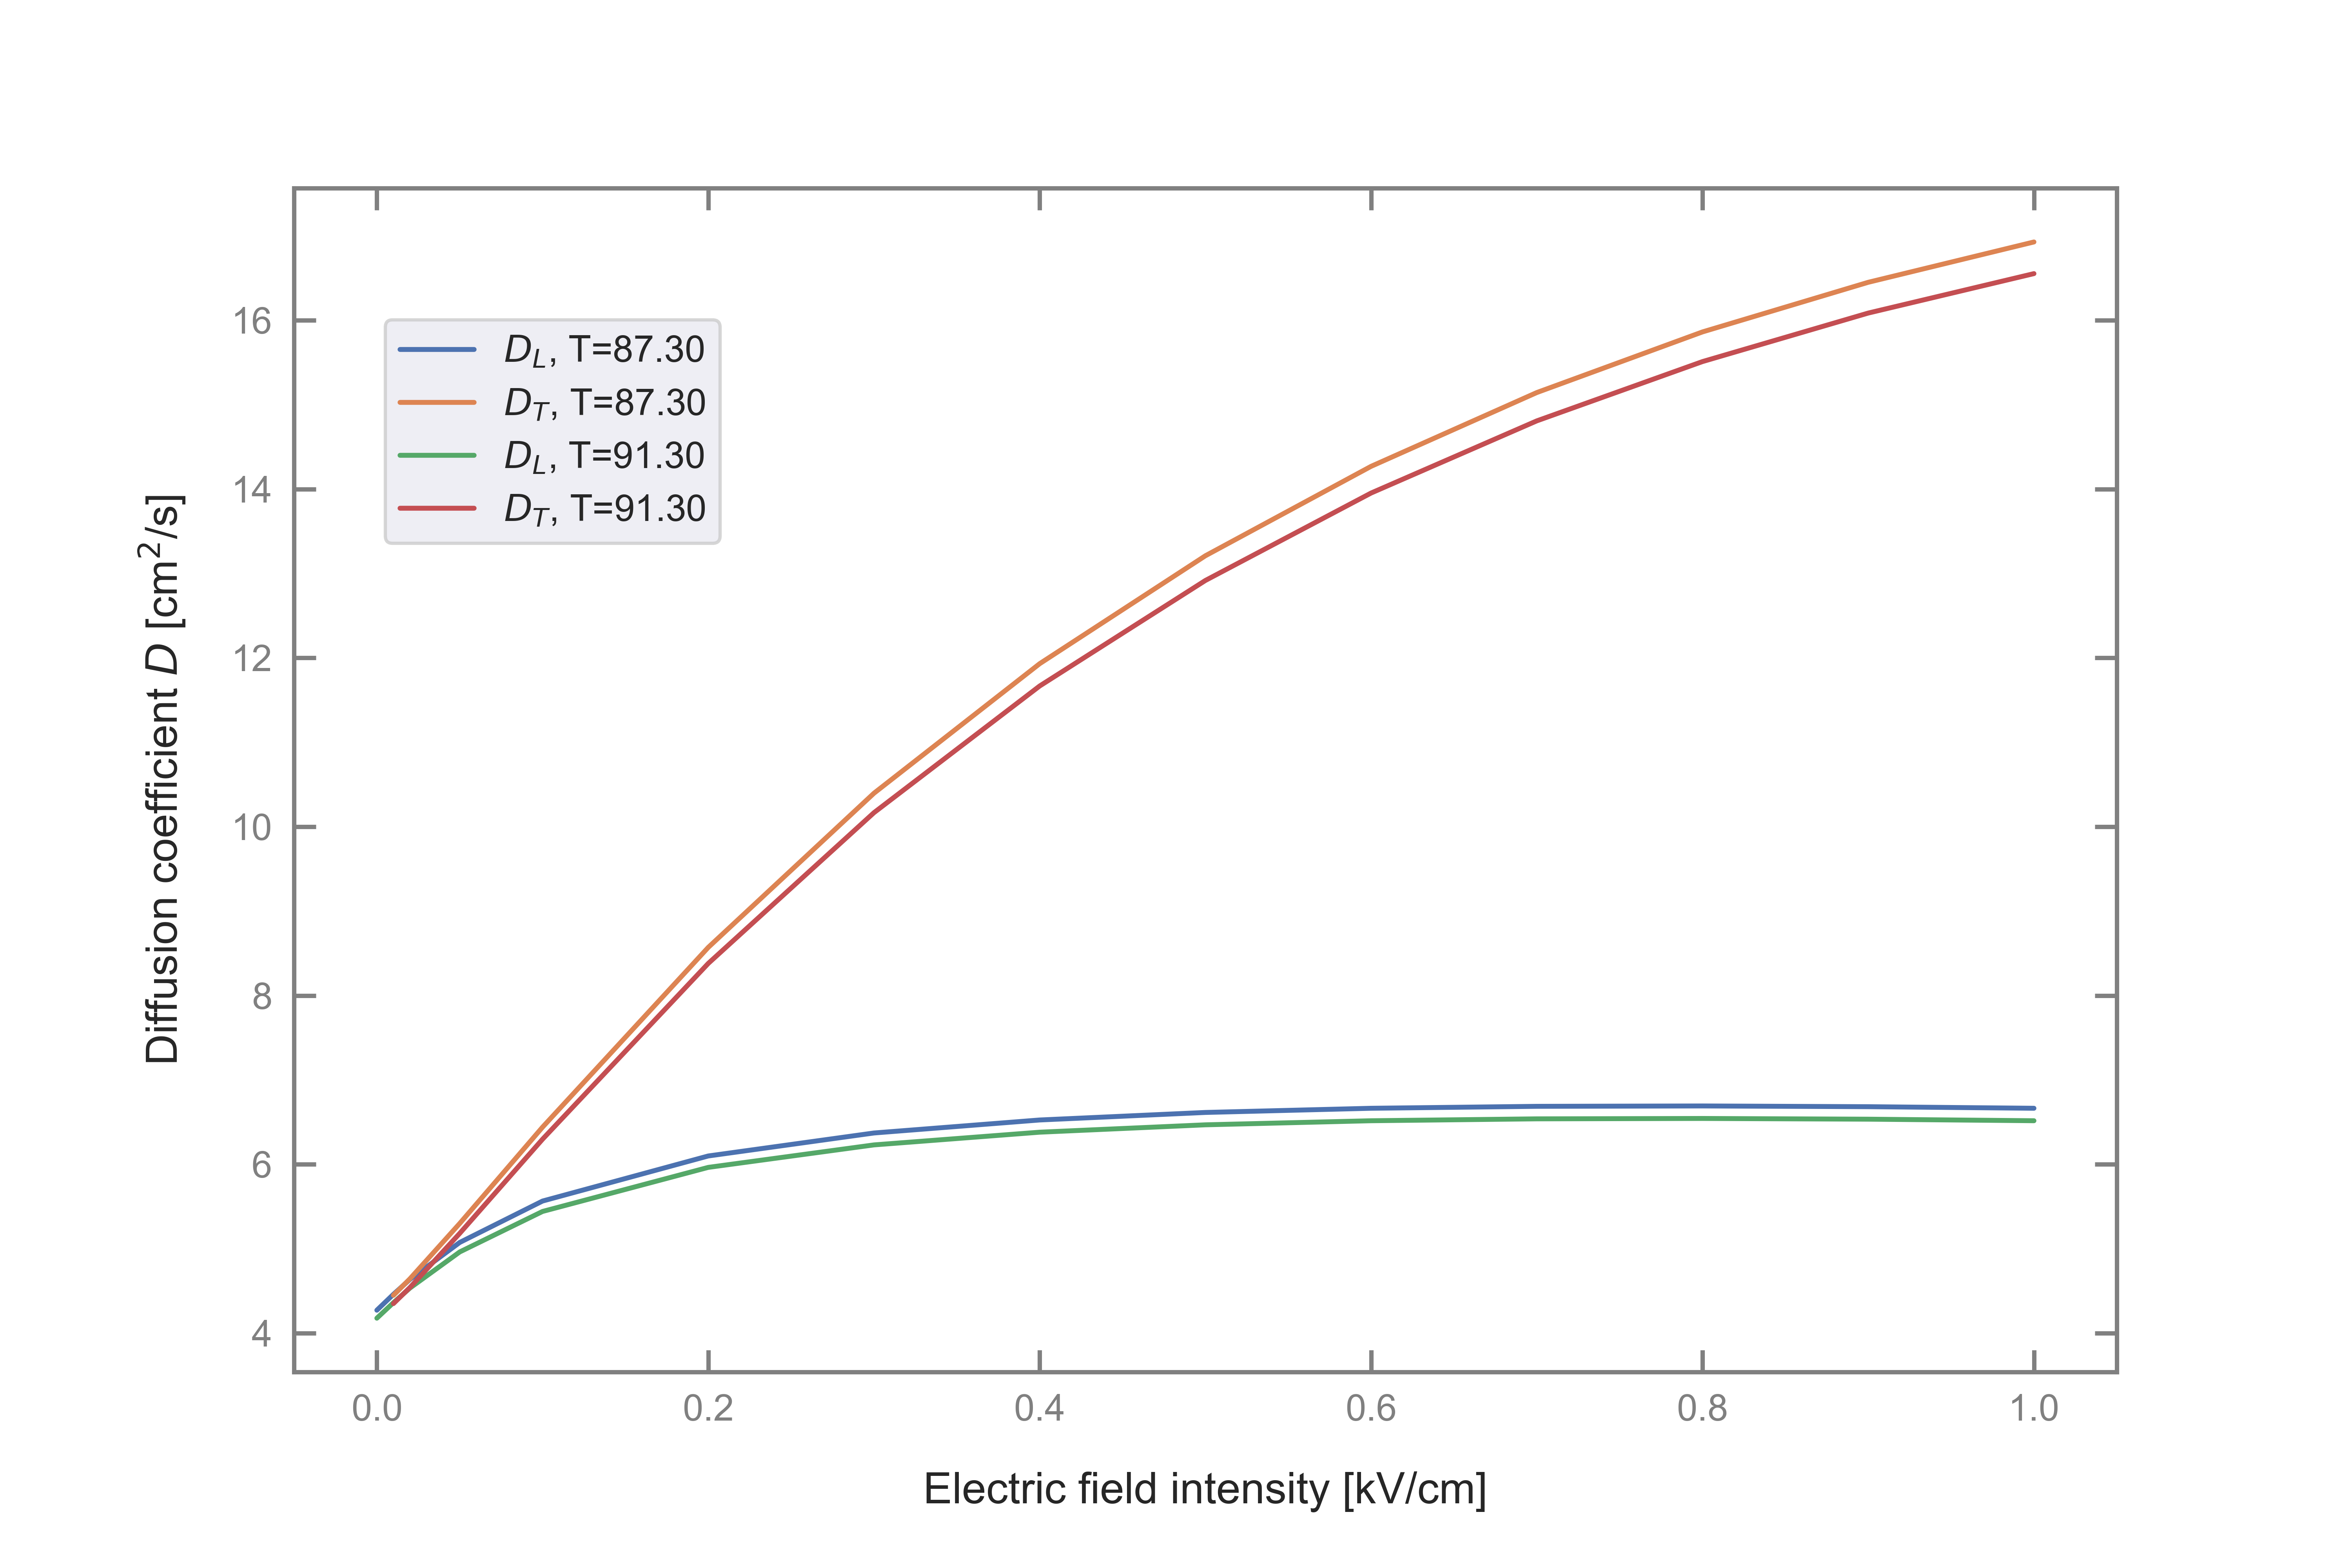 16
14
12
10
8
6
4
Diffusion coefficient D [cm²/s]
D_L, T=87.30
D_T, T=87.30
D_L, T=91.30
D_T, T=91.30
0.0 0.2 0.4 0.6 0.8 1.0
Electric field intensity [kV/cm]